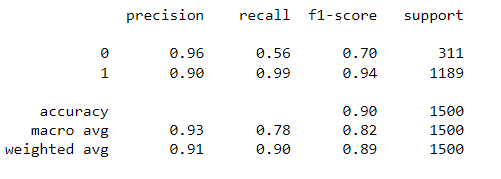 precision recall f1-score support
0 0.96 0.56 0.70 311
1 0.90 0.99 0.94 1189
accuracy 0.90 1500
macro avg 0.93 0.78 0.82 1500
weighted avg 0.91 0.90 0.89 1500